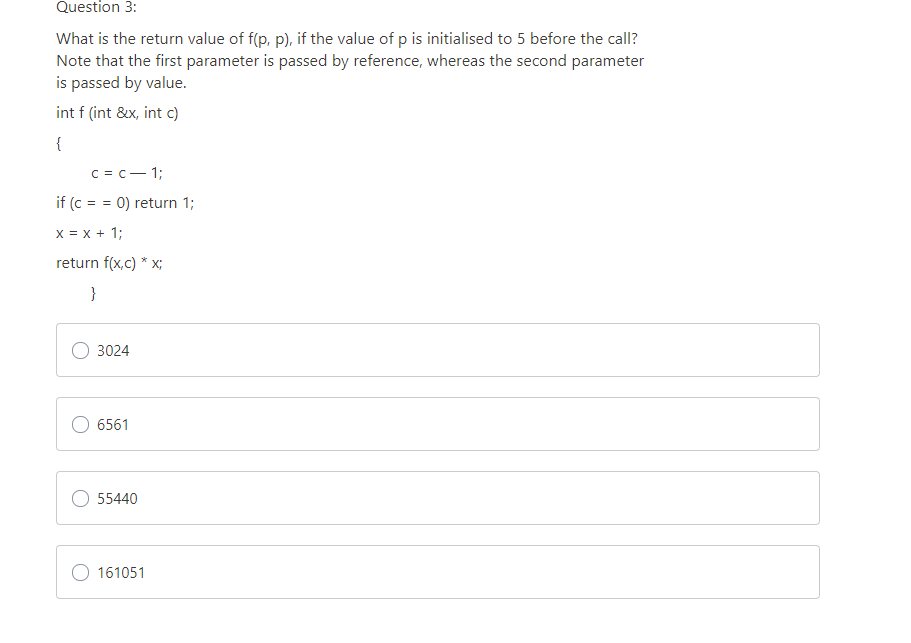 Question 3:
What is the return value of f(p, p), if the value of p is initialised to 5 before the call?
Note that the first parameter is passed by reference, whereas the second parameter
is passed by value.
int f (int &x, int c)
{
c = c — 1;
if (c = = 0) return 1;
x = x + 1;
return f(x,c) * x;
}
3024
6561
55440
161051